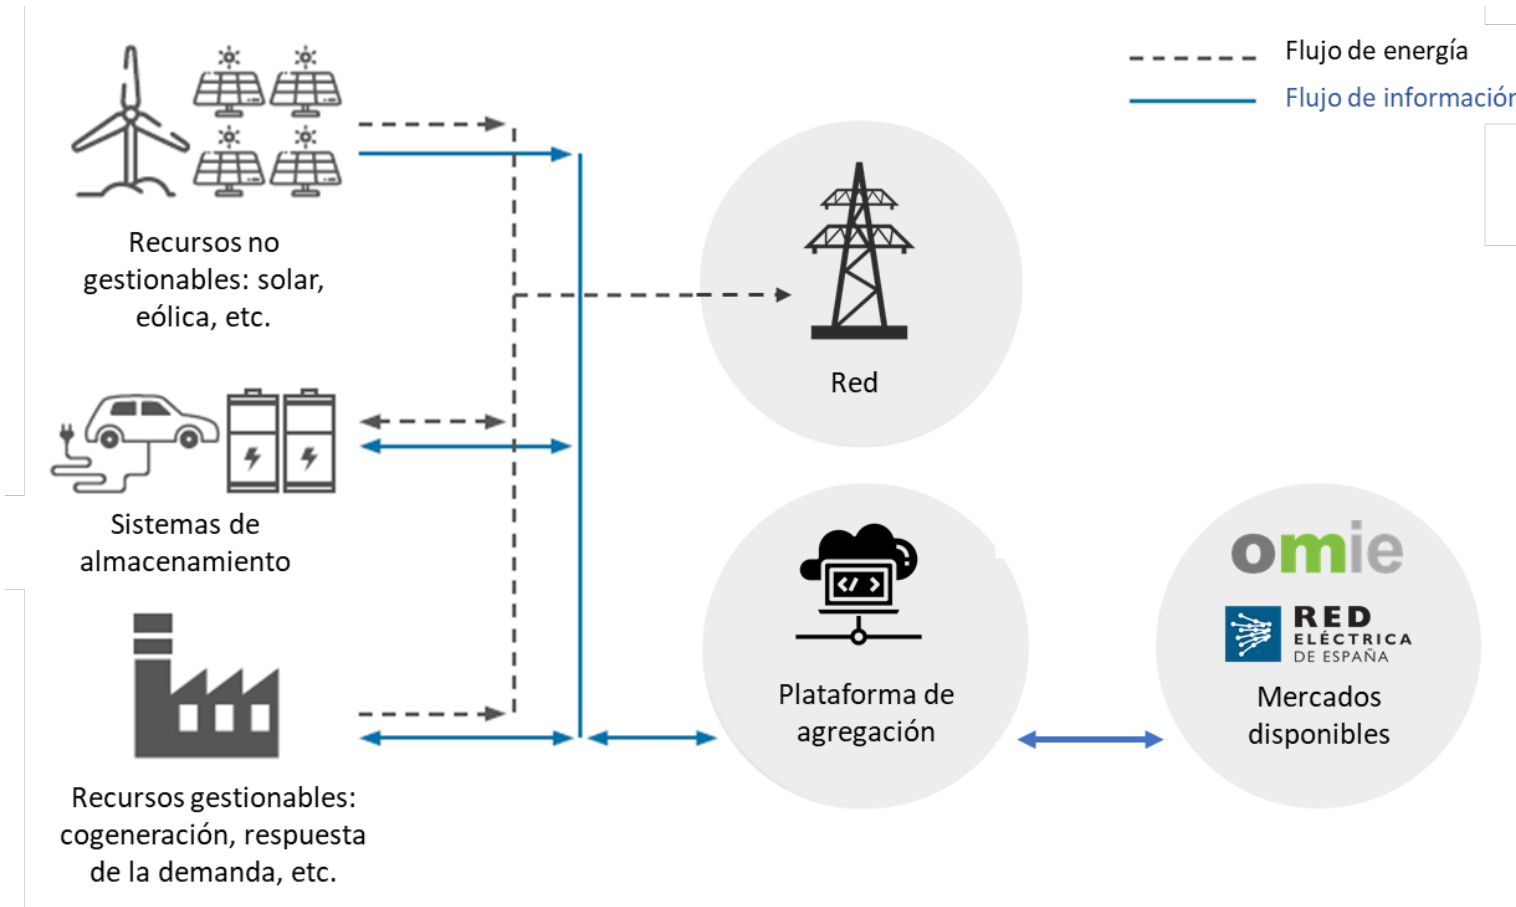 Flujo de energía
Flujo de información
Recursos no
gestionables: solar,
eólica, etc.
Red
Sistemas de
almacenamiento
</>
Plataforma de
agregación
omie
RED
ELÉCTRICA
DE ESPAÑA
Mercados
disponibles
Recursos gestionables:
cogeneración, respuesta
de la demanda, etc.